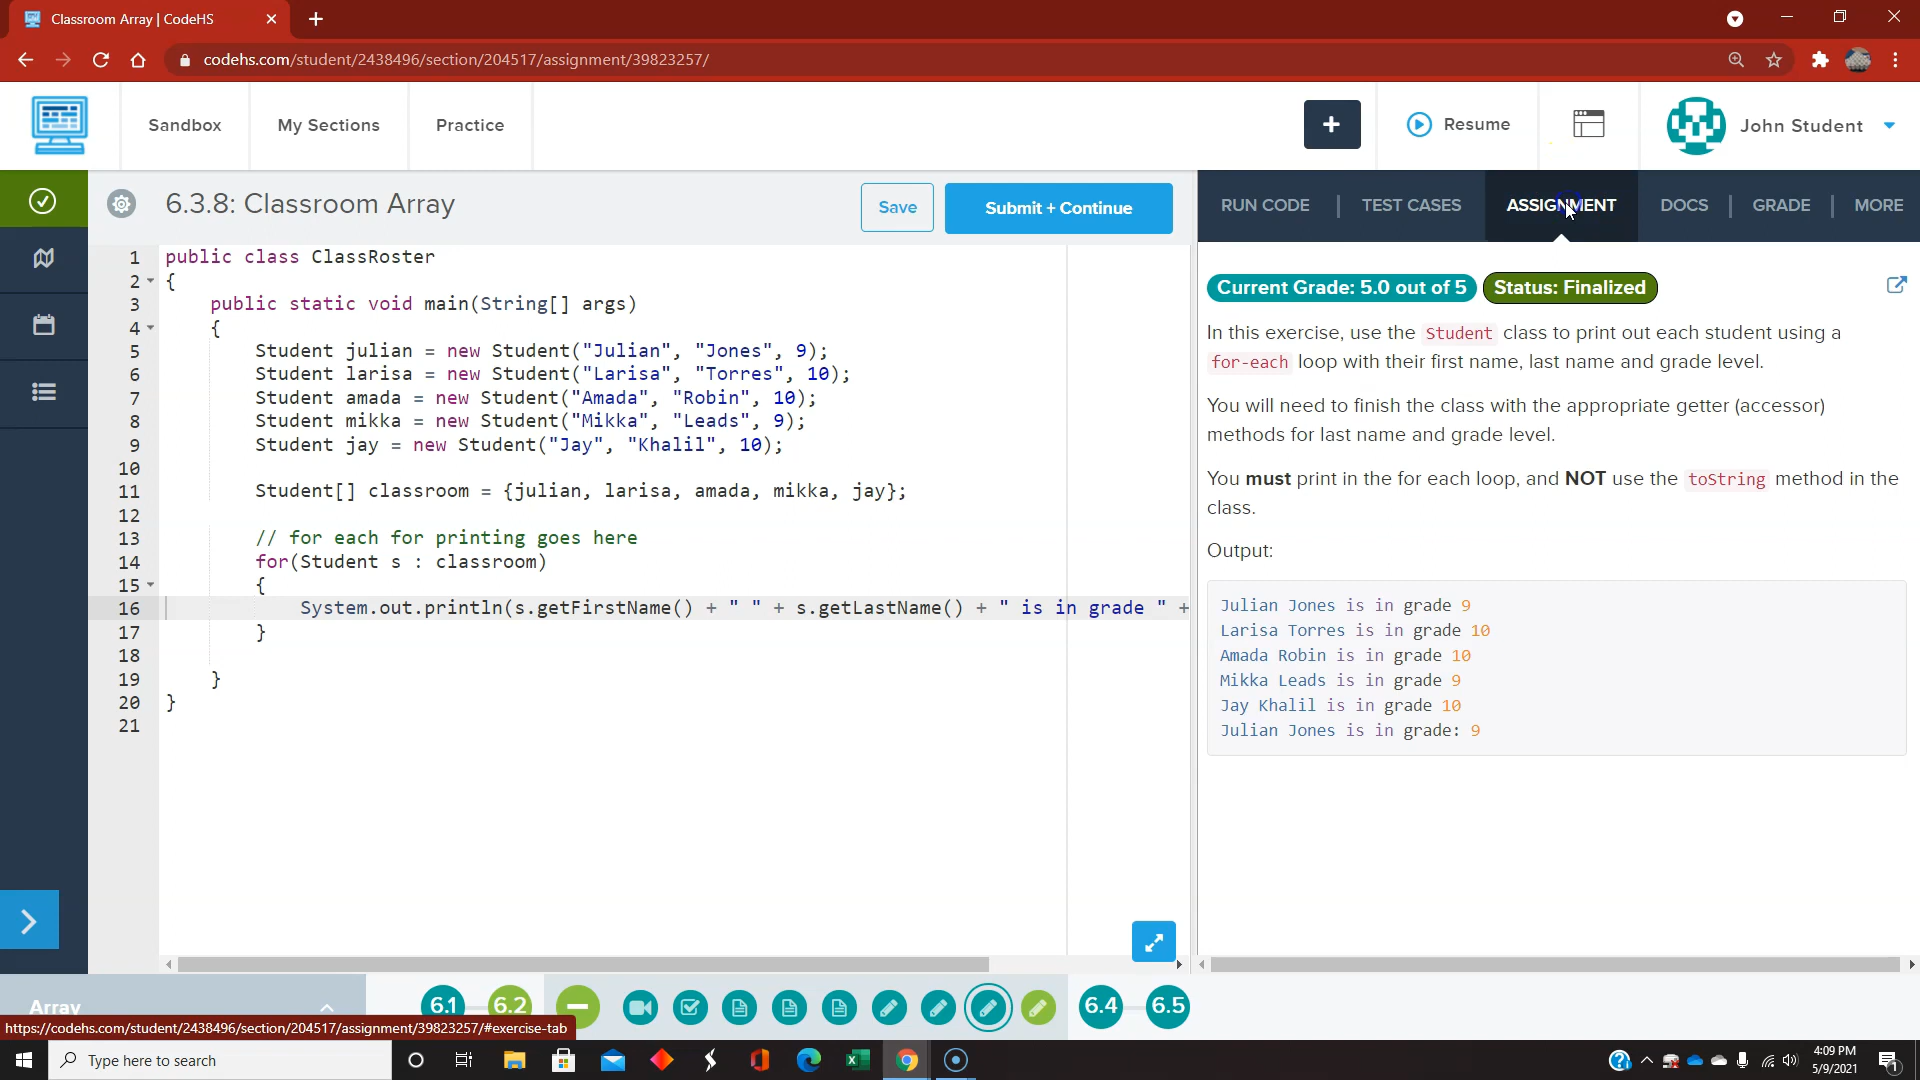 Classroom Array | CodeHS
codehs.com/student/2438496/section/204517/assignment/39823257/
Sandbox
My Sections
Practice
+
Resume
John Student
6.3.8: Classroom Array
Save
Submit + Continue
RUN CODE
TEST CASES
ASSIGNMENT
DOCS
GRADE
MORE
1 public class ClassRoster
2 {
3 public static void main(String[] args)
4 {
5 Student julian = new Student("Julian", "Jones", 9);
6 Student larisa = new Student("Larisa", "Torres", 10);
7 Student amada = new Student("Amada", "Robin", 10);
8 Student mikka = new Student("Mikka", "Leads", 9);
9 Student jay = new Student("Jay", "Khalil", 10);
10
11 Student[] classroom = {julian, larisa, amada, mikka, jay};
12
13 // for each for printing goes here
14 for(Student s : classroom)
15 {
16 System.out.println(s.getFirstName() + " " + s.getLastName() + " is in grade " +
17 }
18
19 }
20 }
21
Current Grade: 5.0 out of 5
Status: Finalized
In this exercise, use the Student class to print out each student using a
for-each loop with their first name, last name and grade level.
You will need to finish the class with the appropriate getter (accessor)
methods for last name and grade level.
You must print in the for each loop, and NOT use the toString method in the
class.
Output:
Julian Jones is in grade 9
Larisa Torres is in grade 10
Amada Robin is in grade 10
Mikka Leads is in grade 9
Jay Khalil is in grade 10
Julian Jones is in grade: 9
Array
6.1
6.2
6.4
6.5
https://codehs.com/student/2438496/section/204517/assignment/39823257/#exercise-tab
Type here to search
4:09 PM
5/9/2021
1